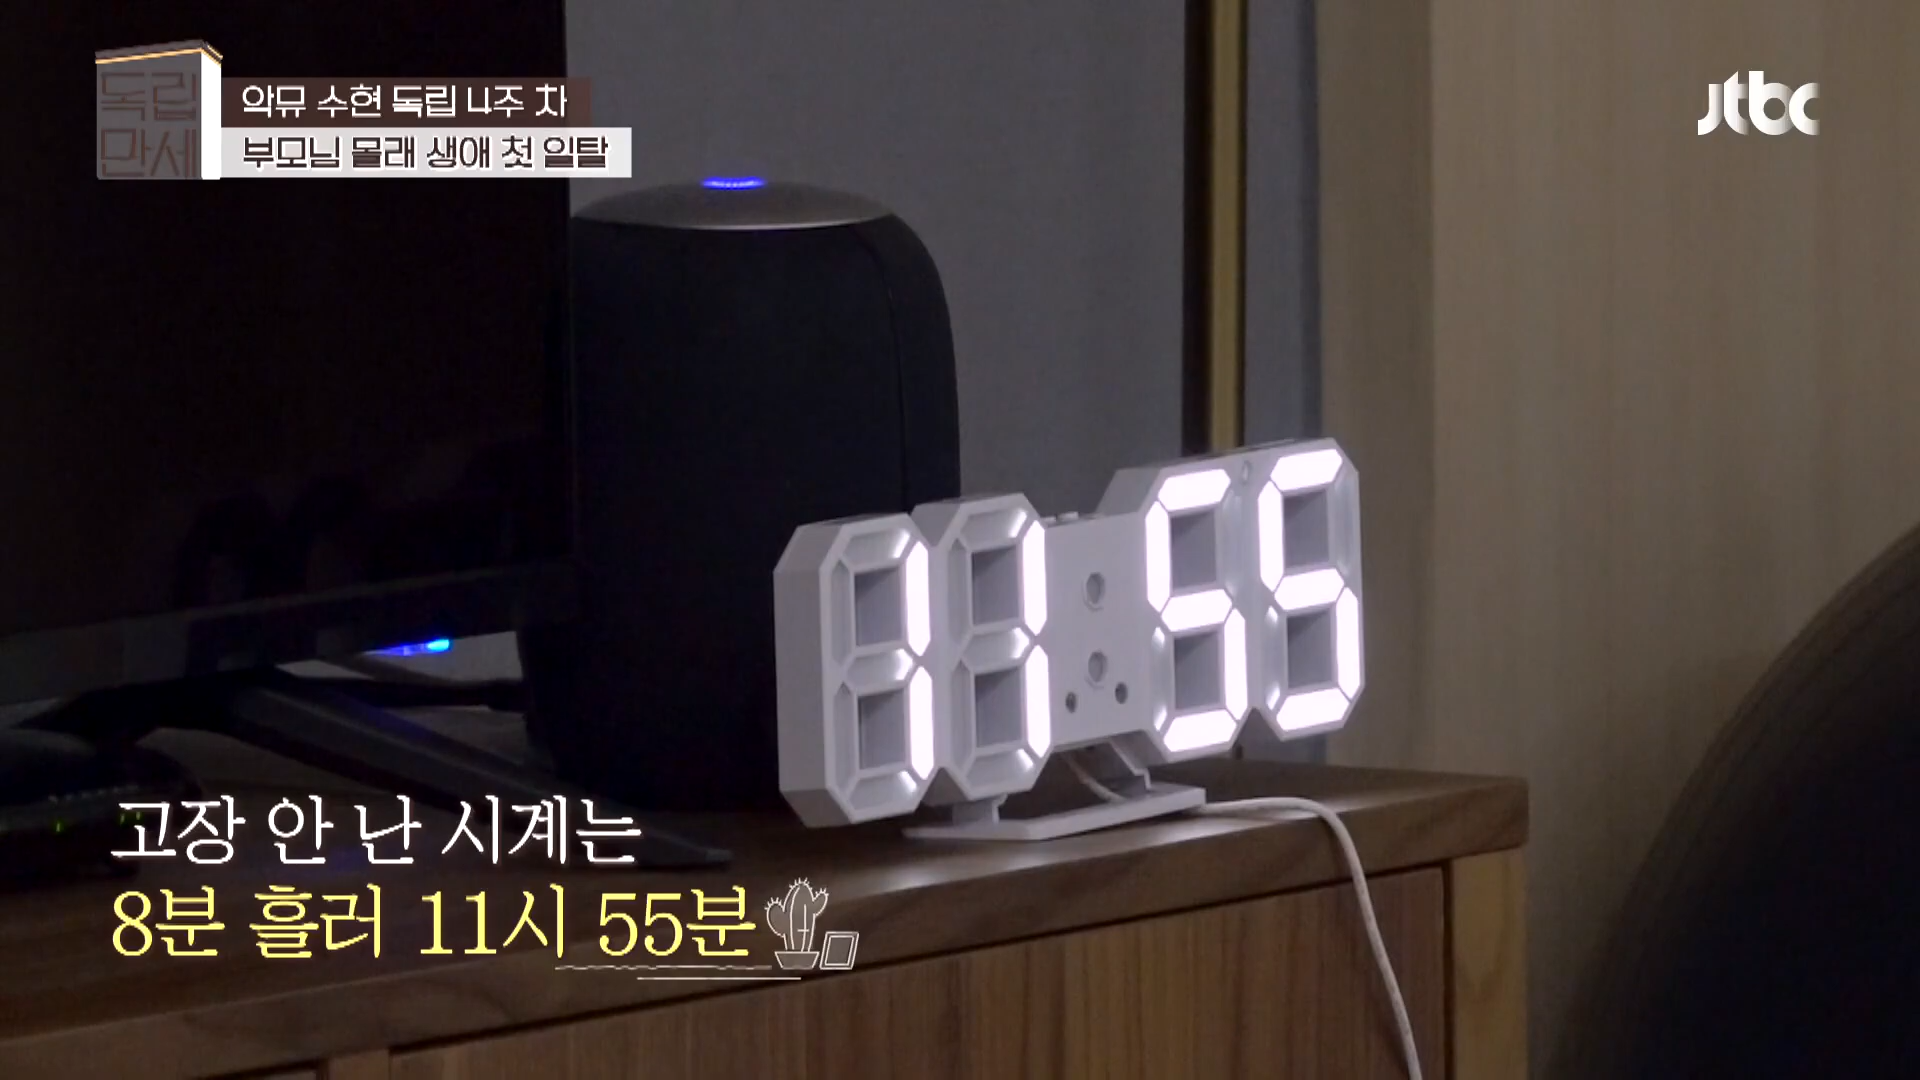 독립
만세
악뮤 수현 독립 4주 차
부모님 몰래 생애 첫 일탈
jtbc
11:55
고장 안 난 시계는
8분 흘러 11시 55분